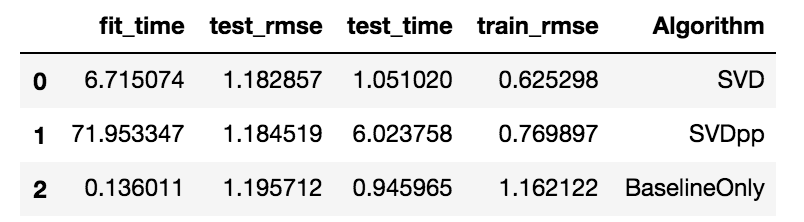 fit_time test_rmse test_time train_rmse Algorithm
0 6.715074 1.182857 1.051020 0.625298 SVD
1 71.953347 1.184519 6.023758 0.769897 SVDpp
2 0.136011 1.195712 0.945965 1.162122 BaselineOnly